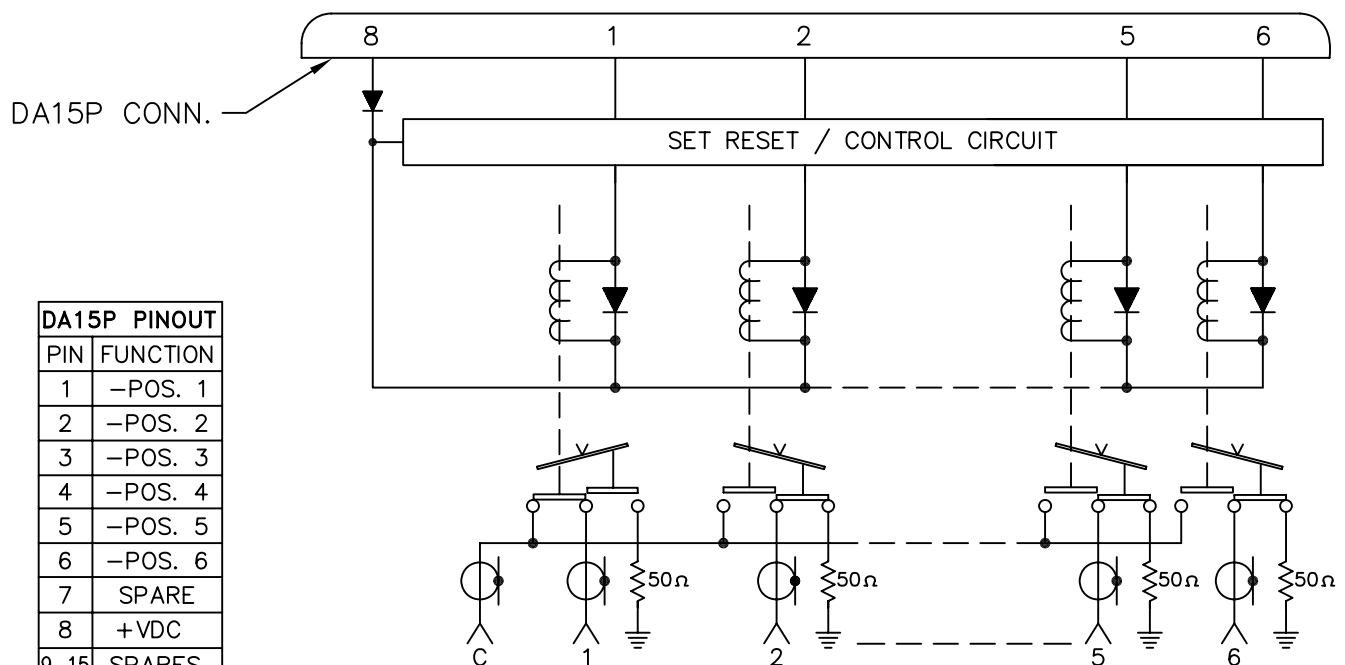 8 1 2 5 6
DA15P CONN.
SET RESET / CONTROL CIRCUIT
DA15P PINOUT
PIN FUNCTION
1 –POS. 1
2 –POS. 2
3 –POS. 3
4 –POS. 4
5 –POS. 5
6 –POS. 6
7 SPARE
8 +VDC
9–15 SPARES
50Ω 50Ω 50Ω 50Ω
C 1 2 5 6